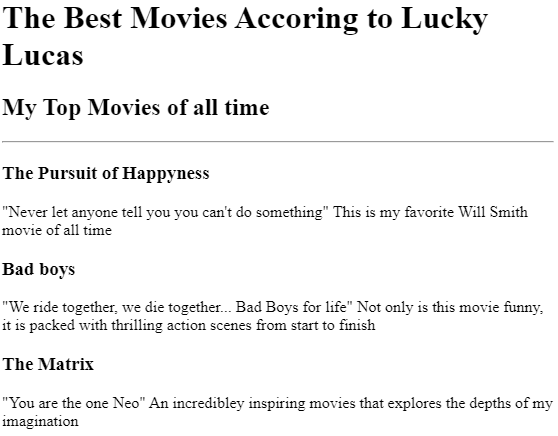 The Best Movies Accoring to Lucky
Lucas
My Top Movies of all time
The Pursuit of Happyness
"Never let anyone tell you you can't do something" This is my favorite Will Smith
movie of all time
Bad boys
"We ride together, we die together... Bad Boys for life" Not only is this movie funny,
it is packed with thrilling action scenes from start to finish
The Matrix
"You are the one Neo" An incredibley inspiring movies that explores the depths of my
imagination